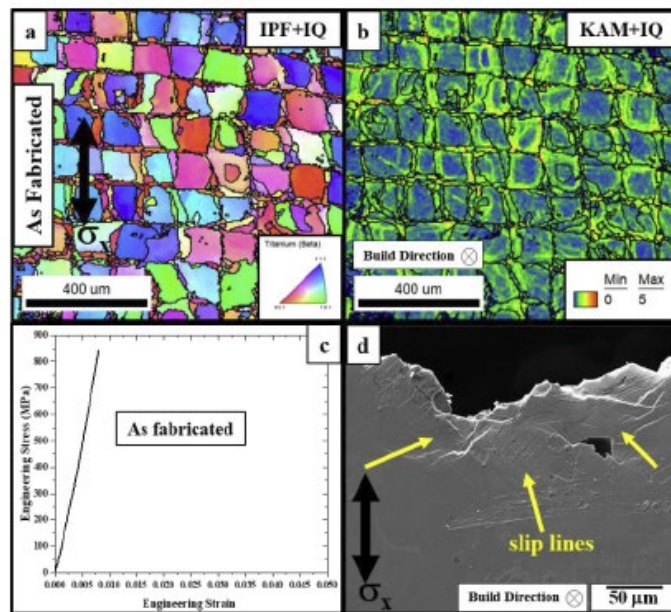 a
IPF+IQ
As Fabricated
σx
Titanium (Beta)
400 um
b
KAM+IQ
Build Direction
400 um
Min Max
0 5
c
Engineering Stress (MPa)
900
800
700
600
500
400
300
200
100
0
As fabricated
0.000 0.005 0.010 0.015 0.020 0.025 0.030 0.035 0.040 0.045 0.050
Engineering Strain
d
slip lines
σx
Build Direction
50 μm